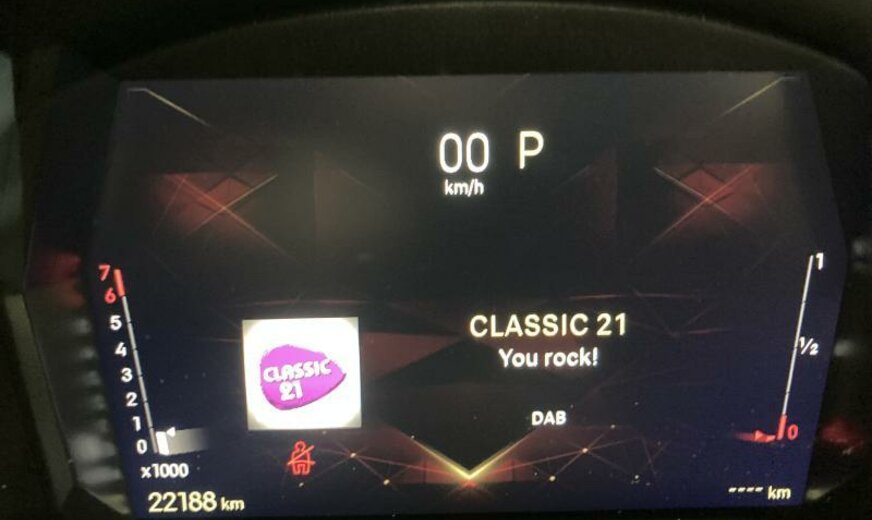 00 P
km/h
7
6
5
4
3
2
1
0
x1000
22188 km
CLASSIC
21
CLASSIC 21
You rock!
DAB
1
1/2
0
---- km